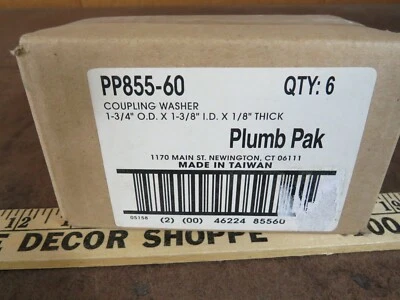 PP855-60 QTY: 6
COUPLING WASHER
1-3/4" O.D. X 1-3/8" I.D. X 1/8" THICK
Plumb Pak
1170 MAIN ST. NEWINGTON, CT 06111
MADE IN TAIWAN
55156
(2) (00) 46224 85560
DECOR SHOPPE